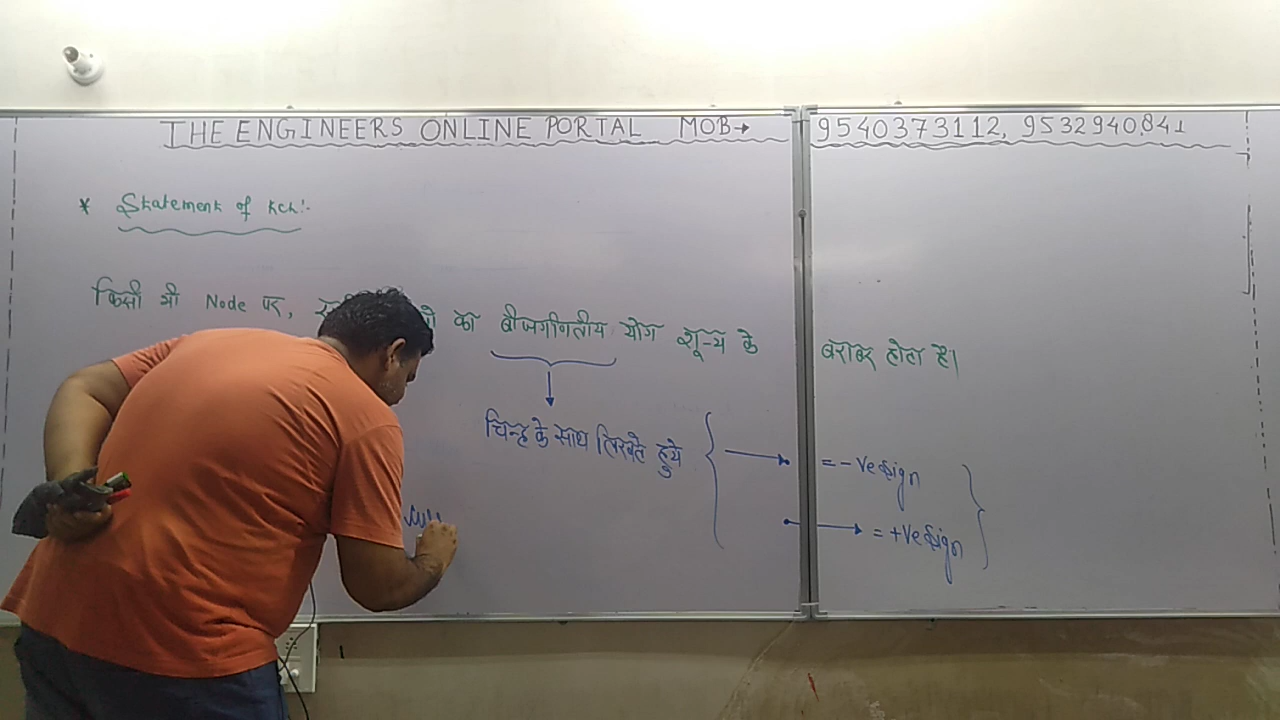 THE ENGINEERS ONLINE PORTAL MOB→ 9540373112, 9532940841
* Statement of KCL:-
किसी भी Node पर, का बीजगणितीय योग शून्य के बराबर होता है।
चिन्ह के साथ लिखते हुये
= -Ve sign
= +Ve sign